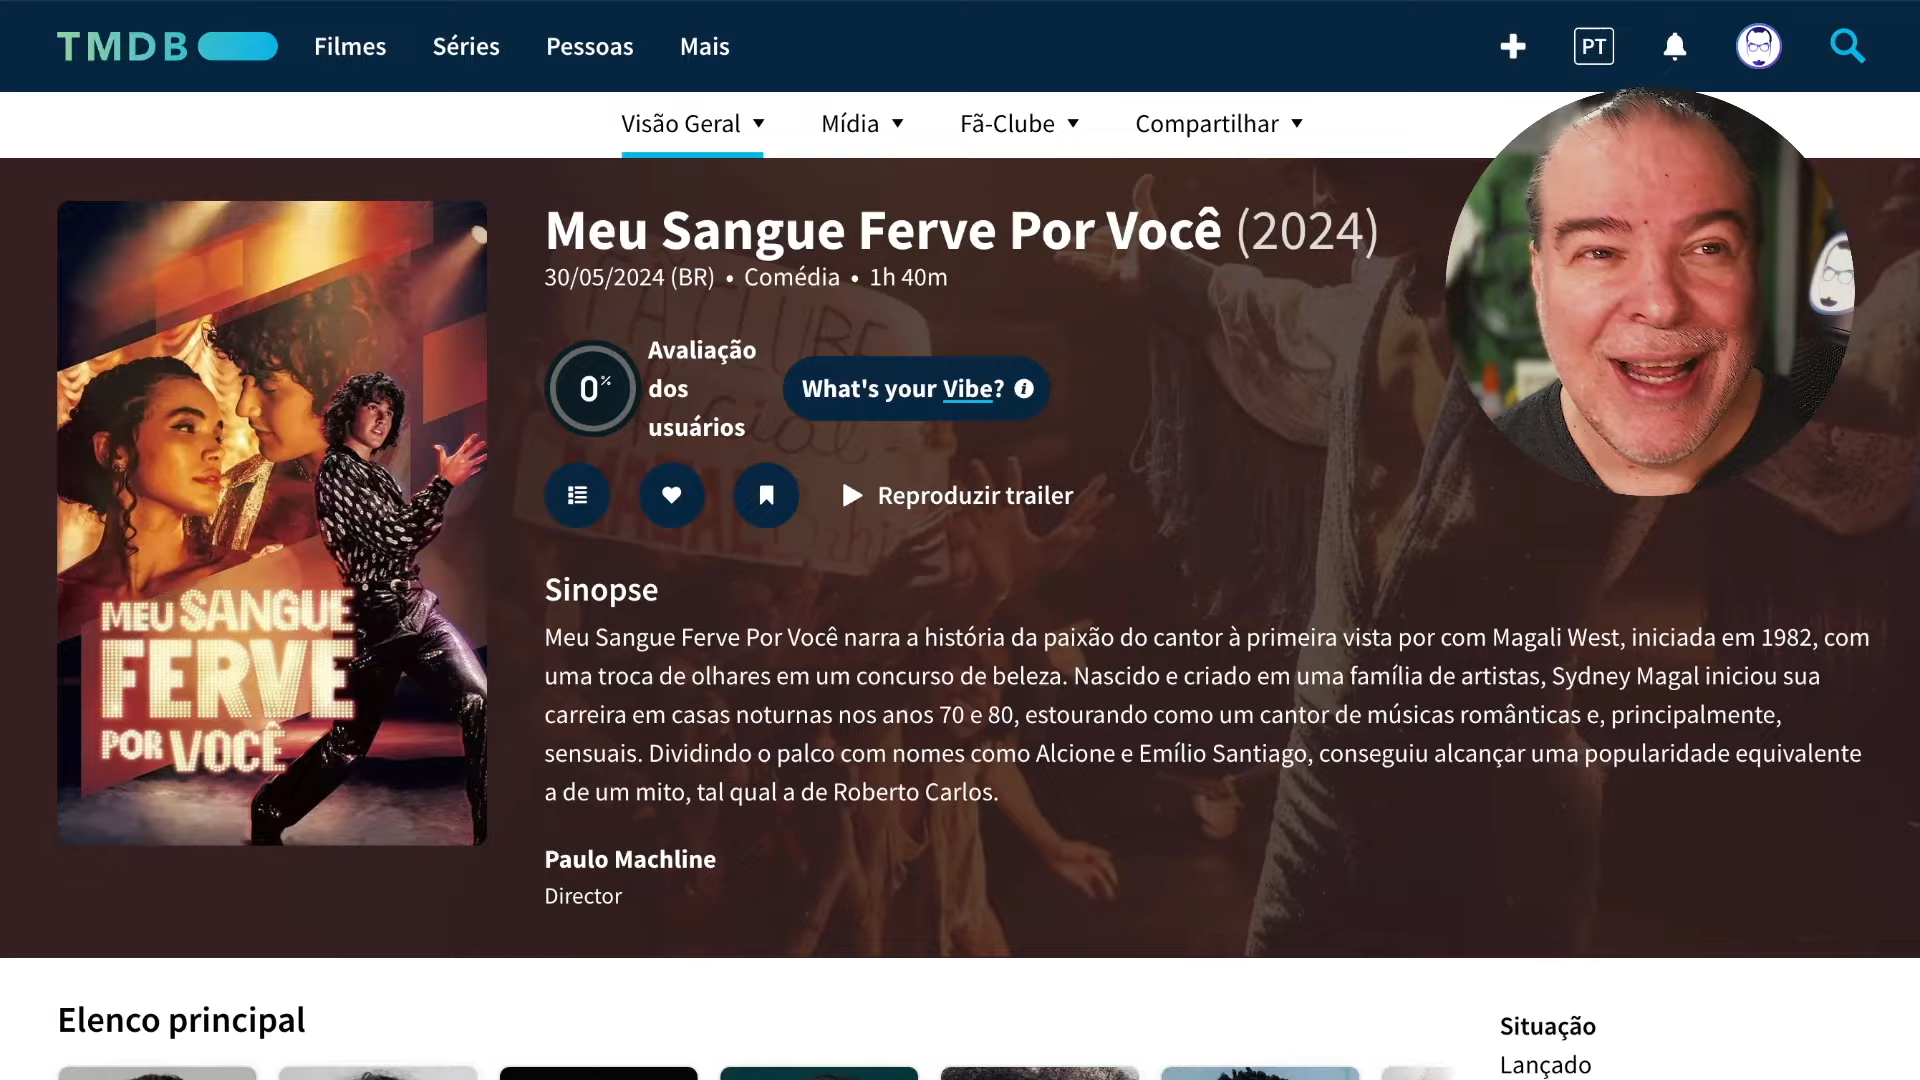 TMDB
Filmes
Séries
Pessoas
Mais
PT
Visão Geral
Mídia
Fã-Clube
Compartilhar
MEU SANGUE
FERVE
POR VOCÊ
Meu Sangue Ferve Por Você (2024)
30/05/2024 (BR) • Comédia • 1h 40m
0%
Avaliação
dos
usuários
What's your Vibe?
Reproduzir trailer
Sinopse
Meu Sangue Ferve Por Você narra a história da paixão do cantor à primeira vista por com Magali West, iniciada em 1982, com
uma troca de olhares em um concurso de beleza. Nascido e criado em uma família de artistas, Sydney Magal iniciou sua
carreira em casas noturnas nos anos 70 e 80, estourando como um cantor de músicas românticas e, principalmente,
sensuais. Dividindo o palco com nomes como Alcione e Emílio Santiago, conseguiu alcançar uma popularidade equivalente
a de um mito, tal qual a de Roberto Carlos.
Paulo Machline
Director
Elenco principal
Situação
Lançado